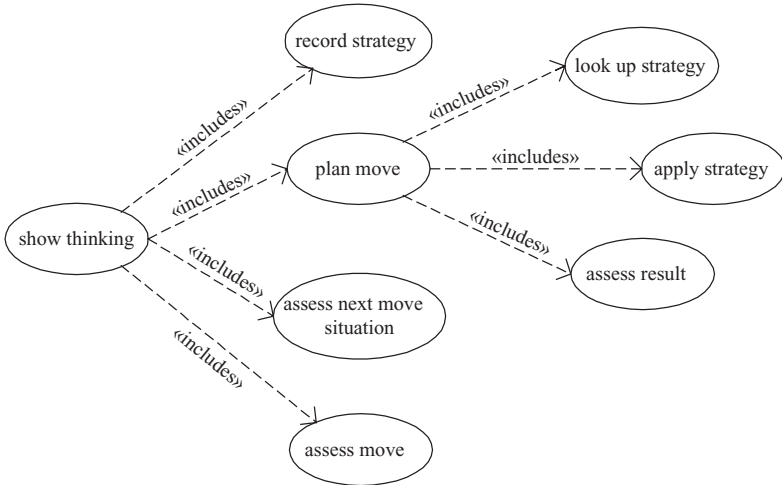 record strategy
look up strategy
«includes»
«includes»
plan move
«includes»
apply strategy
«includes»
show thinking
«includes»
assess result
«includes»
assess next move
situation
«includes»
assess move